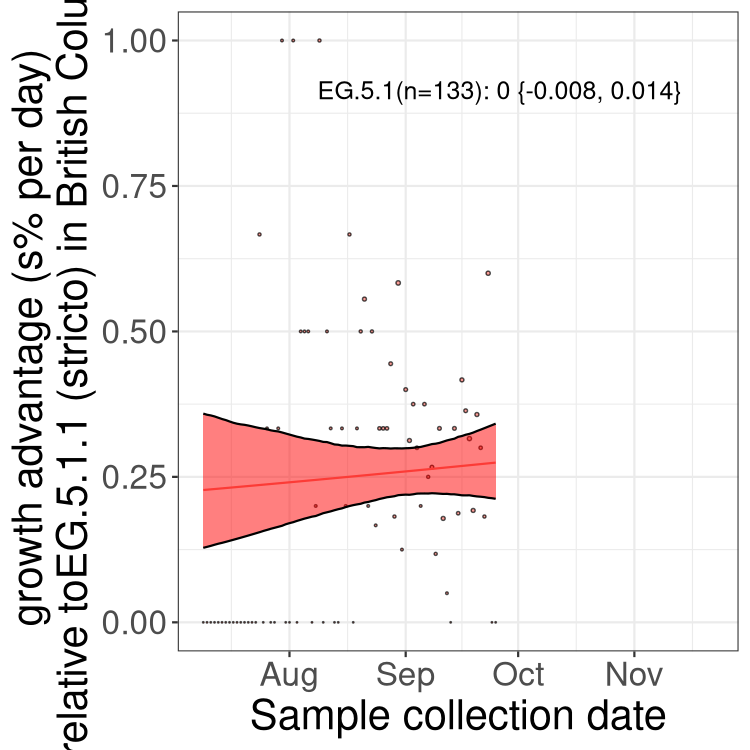 growth advantage (s% per day)
relative toEG.5.1.1 (stricto) in British Colu
1.00
0.75
0.50
0.25
0.00
EG.5.1(n=133): 0 {-0.008, 0.014}
Aug Sep Oct Nov
Sample collection date